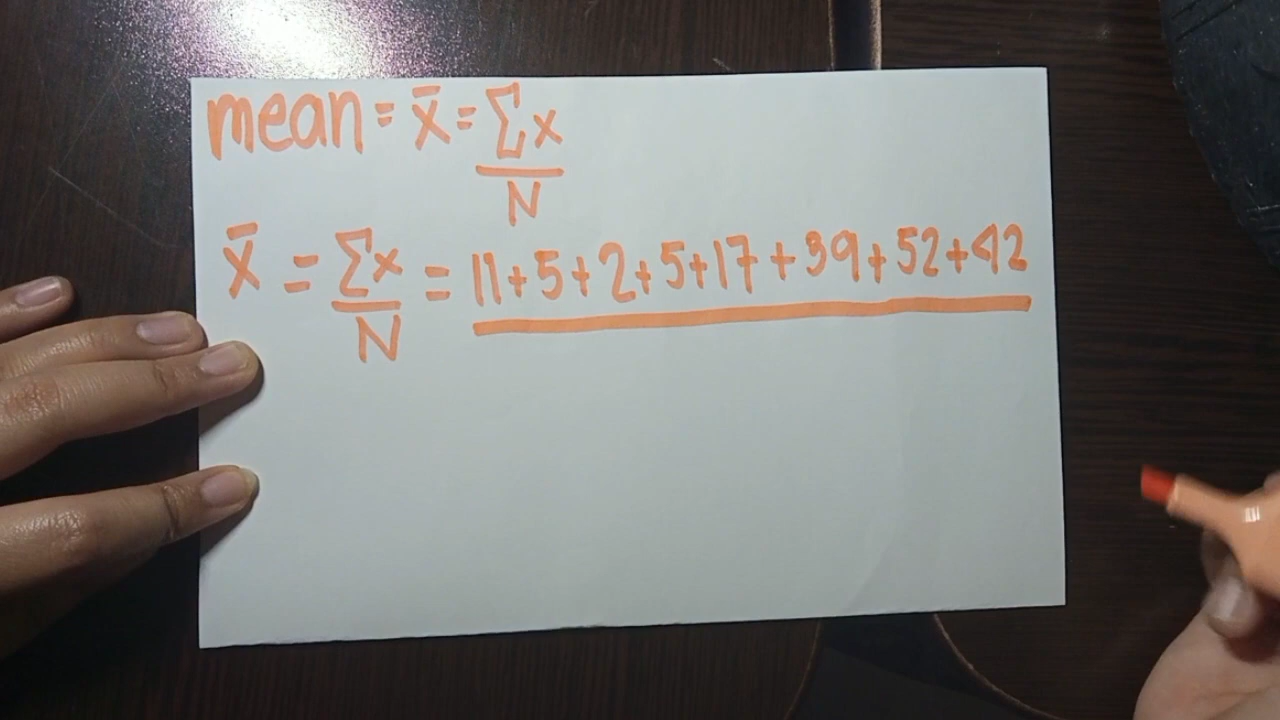 mean = x̄ = Σx
N
x̄ = Σx = 11+5+2+5+17+39+52+42
N